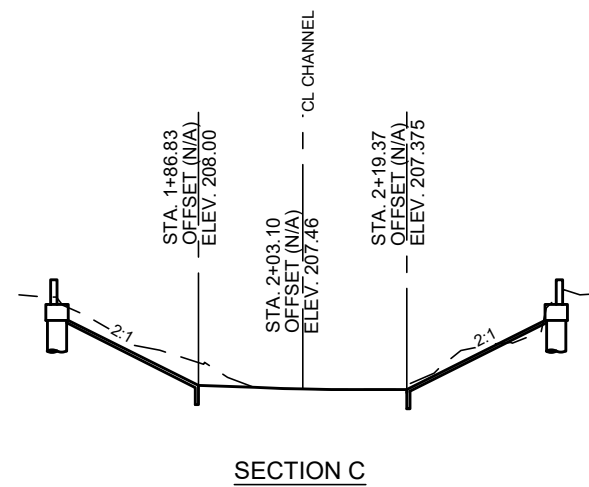 CL CHANNEL
STA. 1+86.83
OFFSET (N/A)
ELEV. 208.00
STA. 2+03.10
OFFSET (N/A)
ELEV. 207.46
STA. 2+19.37
OFFSET (N/A)
ELEV. 207.375
2:1
2:1
SECTION C